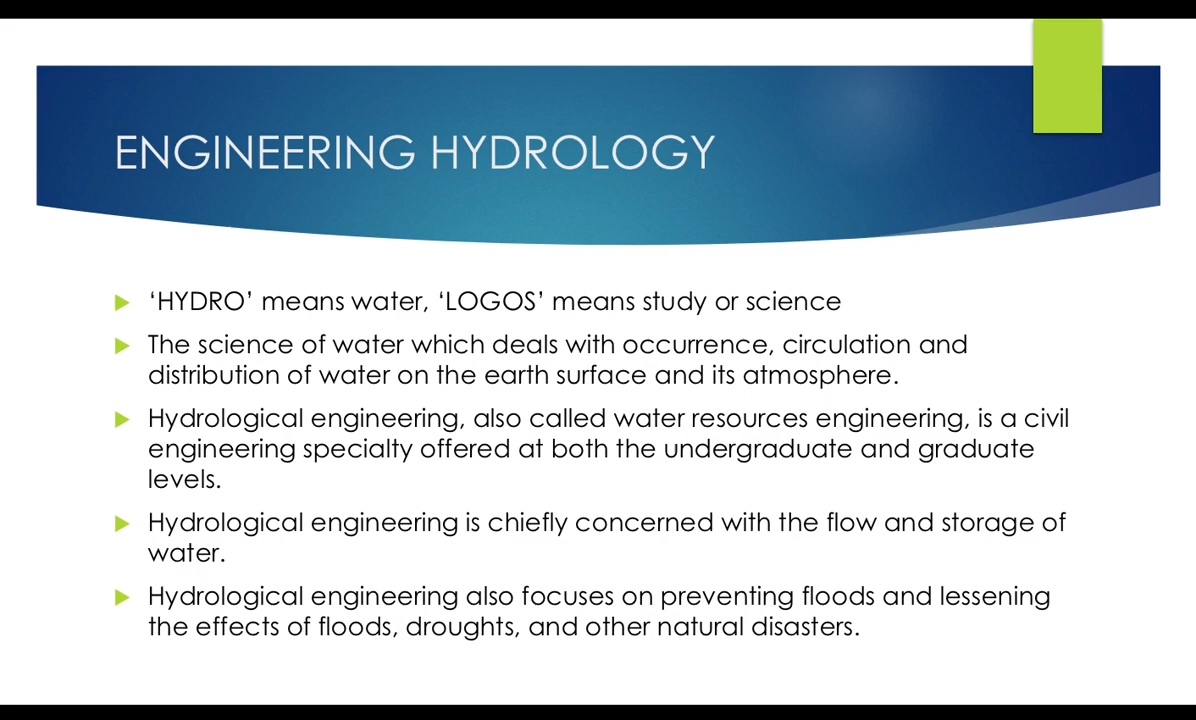 ENGINEERING HYDROLOGY
‘HYDRO’ means water, ‘LOGOS’ means study or science
The science of water which deals with occurrence, circulation and
distribution of water on the earth surface and its atmosphere.
Hydrological engineering, also called water resources engineering, is a civil
engineering specialty offered at both the undergraduate and graduate
levels.
Hydrological engineering is chiefly concerned with the flow and storage of
water.
Hydrological engineering also focuses on preventing floods and lessening
the effects of floods, droughts, and other natural disasters.